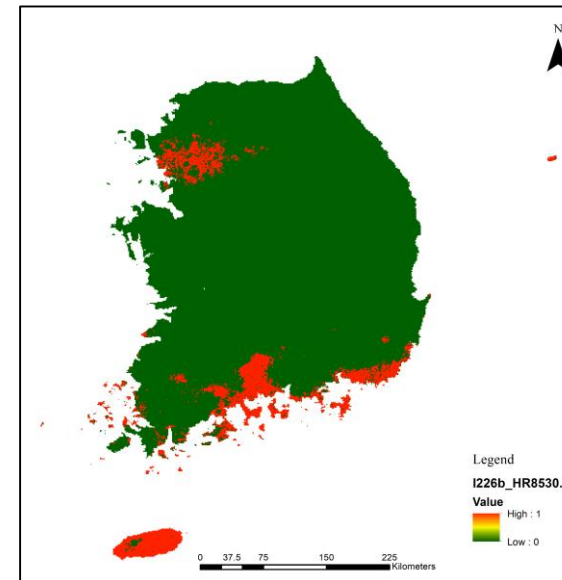 N
Legend
I226b_HR8530.
Value
High : 1
Low : 0
0 37.5 75 150 225
Kilometers